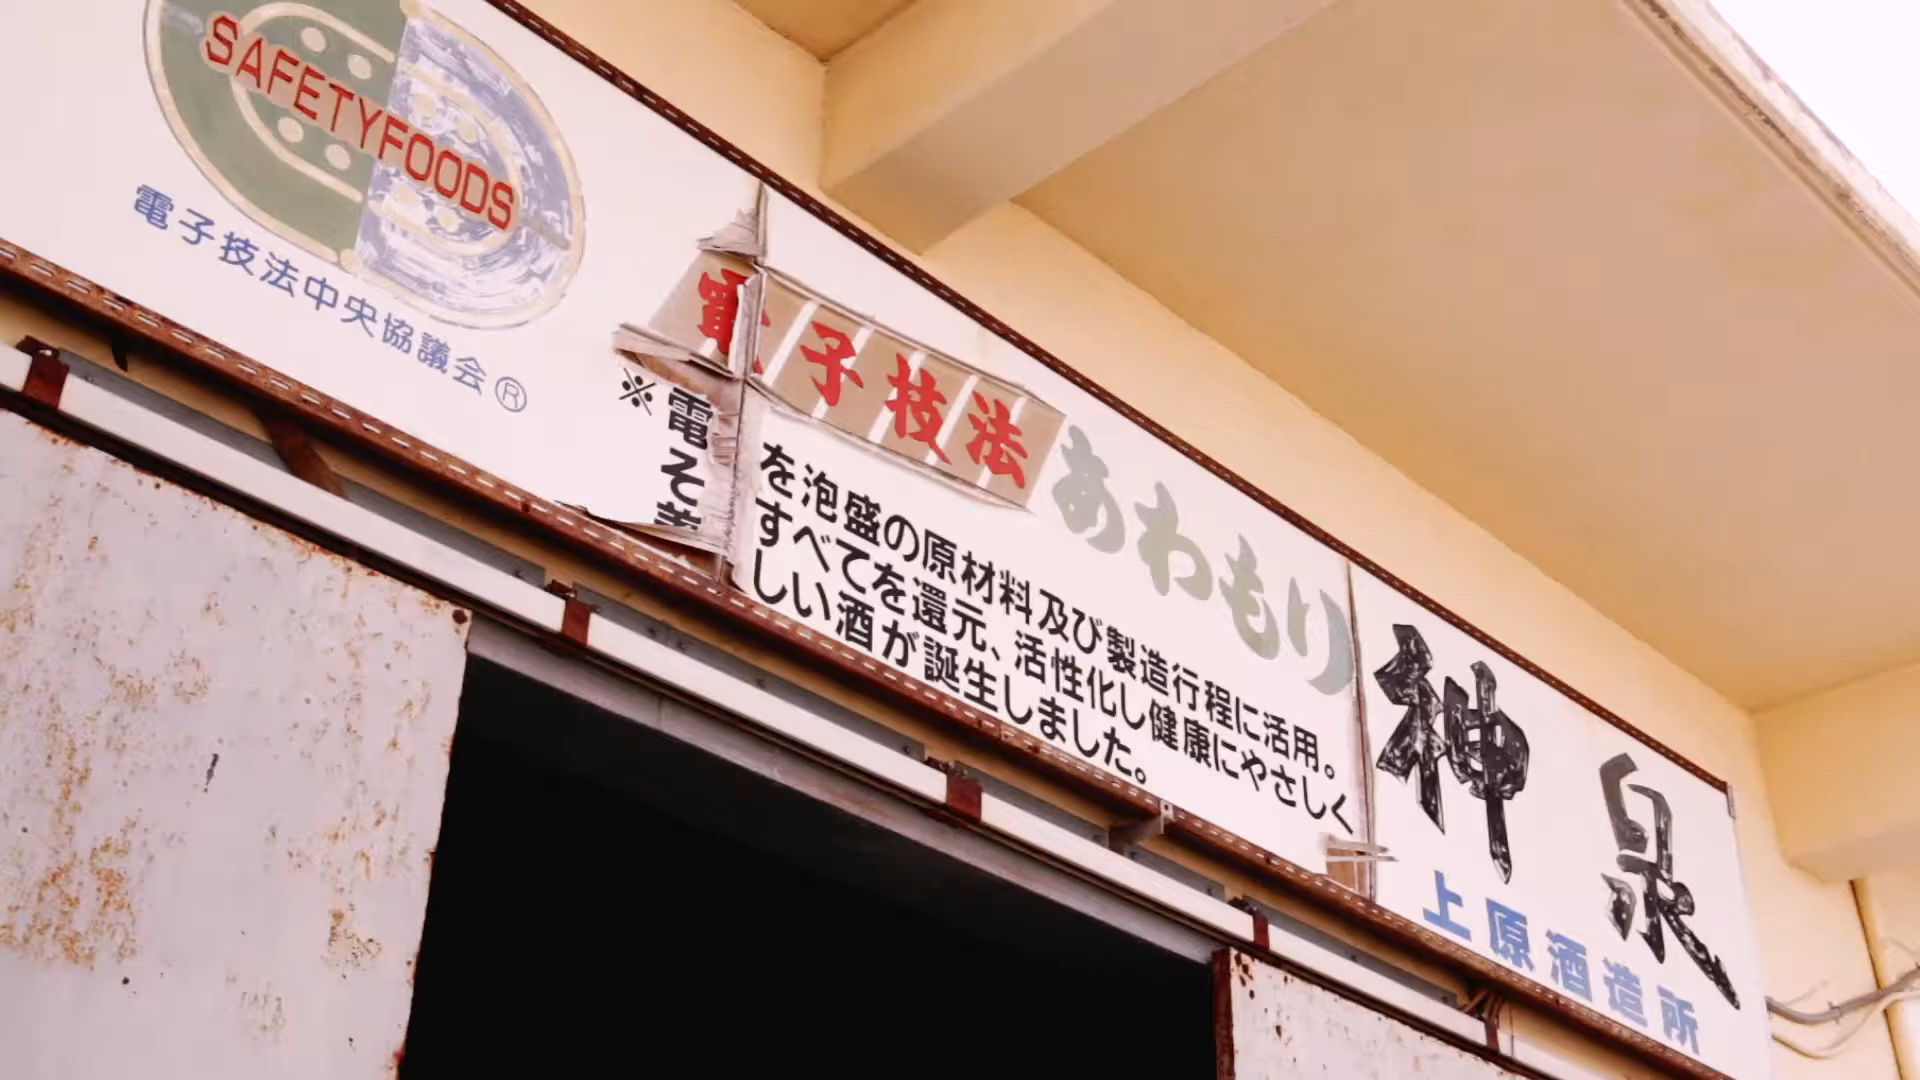 SAFETYFOODS
電子技法中央協議会®
電子技法
あわもり
※電
を泡盛の原材料及び製造行程に活用。
そ
すべてを還元、活性化し健康にやさしく
しい酒が誕生しました。
神泉
上原酒造所